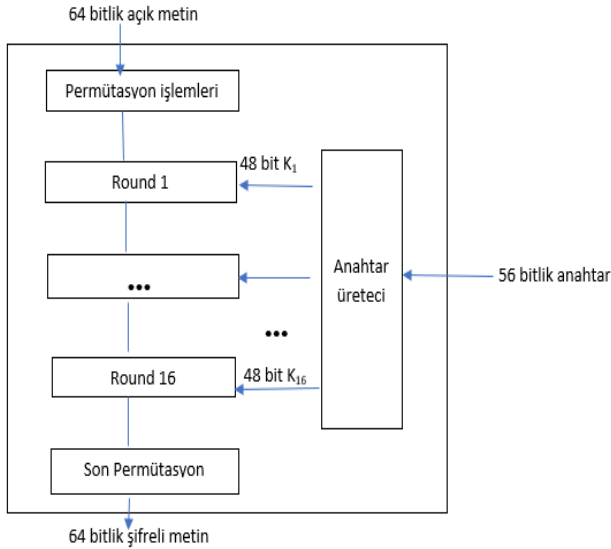 64 bitlik açık metin
Permütasyon işlemleri
48 bit K₁
Round 1
...
Anahtar
üreteci
56 bitlik anahtar
...
48 bit K₁₆
Round 16
Son Permütasyon
64 bitlik şifreli metin